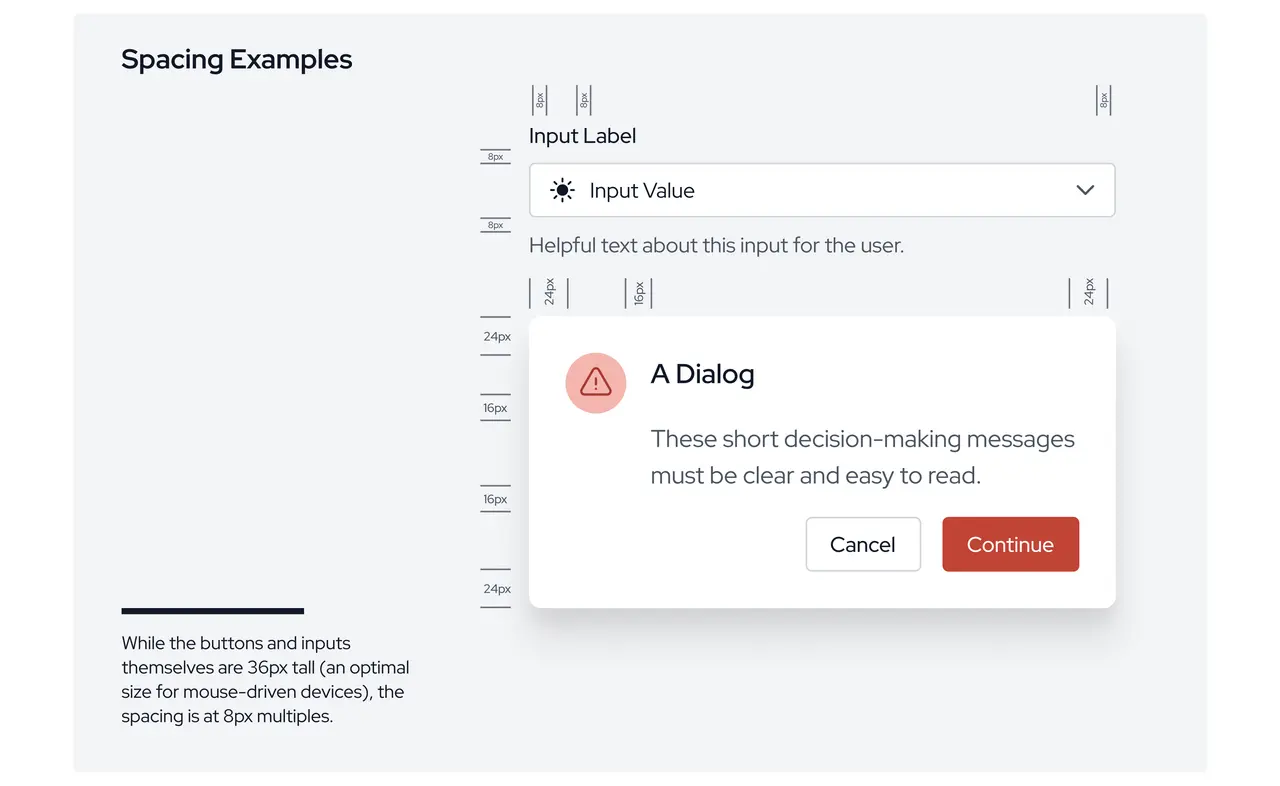 Spacing Examples
8px
8px
8px
Input Label
8px
Input Value
8px
Helpful text about this input for the user.
24px
16px
24px
24px
A Dialog
16px
These short decision-making messages
must be clear and easy to read.
16px
Cancel
Continue
24px
While the buttons and inputs
themselves are 36px tall (an optimal
size for mouse-driven devices), the
spacing is at 8px multiples.